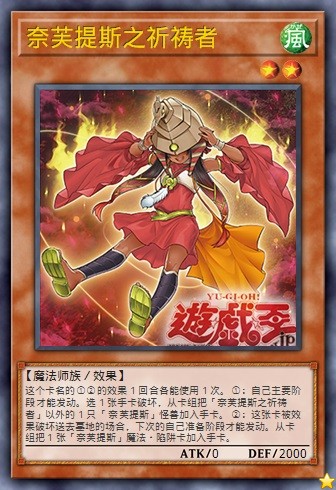 奈芙提斯之祈祷者
風
YU-GI-OH!
遊戯王
jp
【魔法师族/效果】
这个卡名的①②的效果1回合各能使用1次。①：自己主要阶
段才能发动。选1张手卡破坏，从卡组把「奈芙提斯之祈祷
者」以外的1只「奈芙提斯」怪兽加入手卡。②：这张卡被效
果破坏送去墓地的场合，下次的自己准备阶段才能发动。从卡
组把1张「奈芙提斯」魔法·陷阱卡加入手卡。
ATK/0 DEF/2000